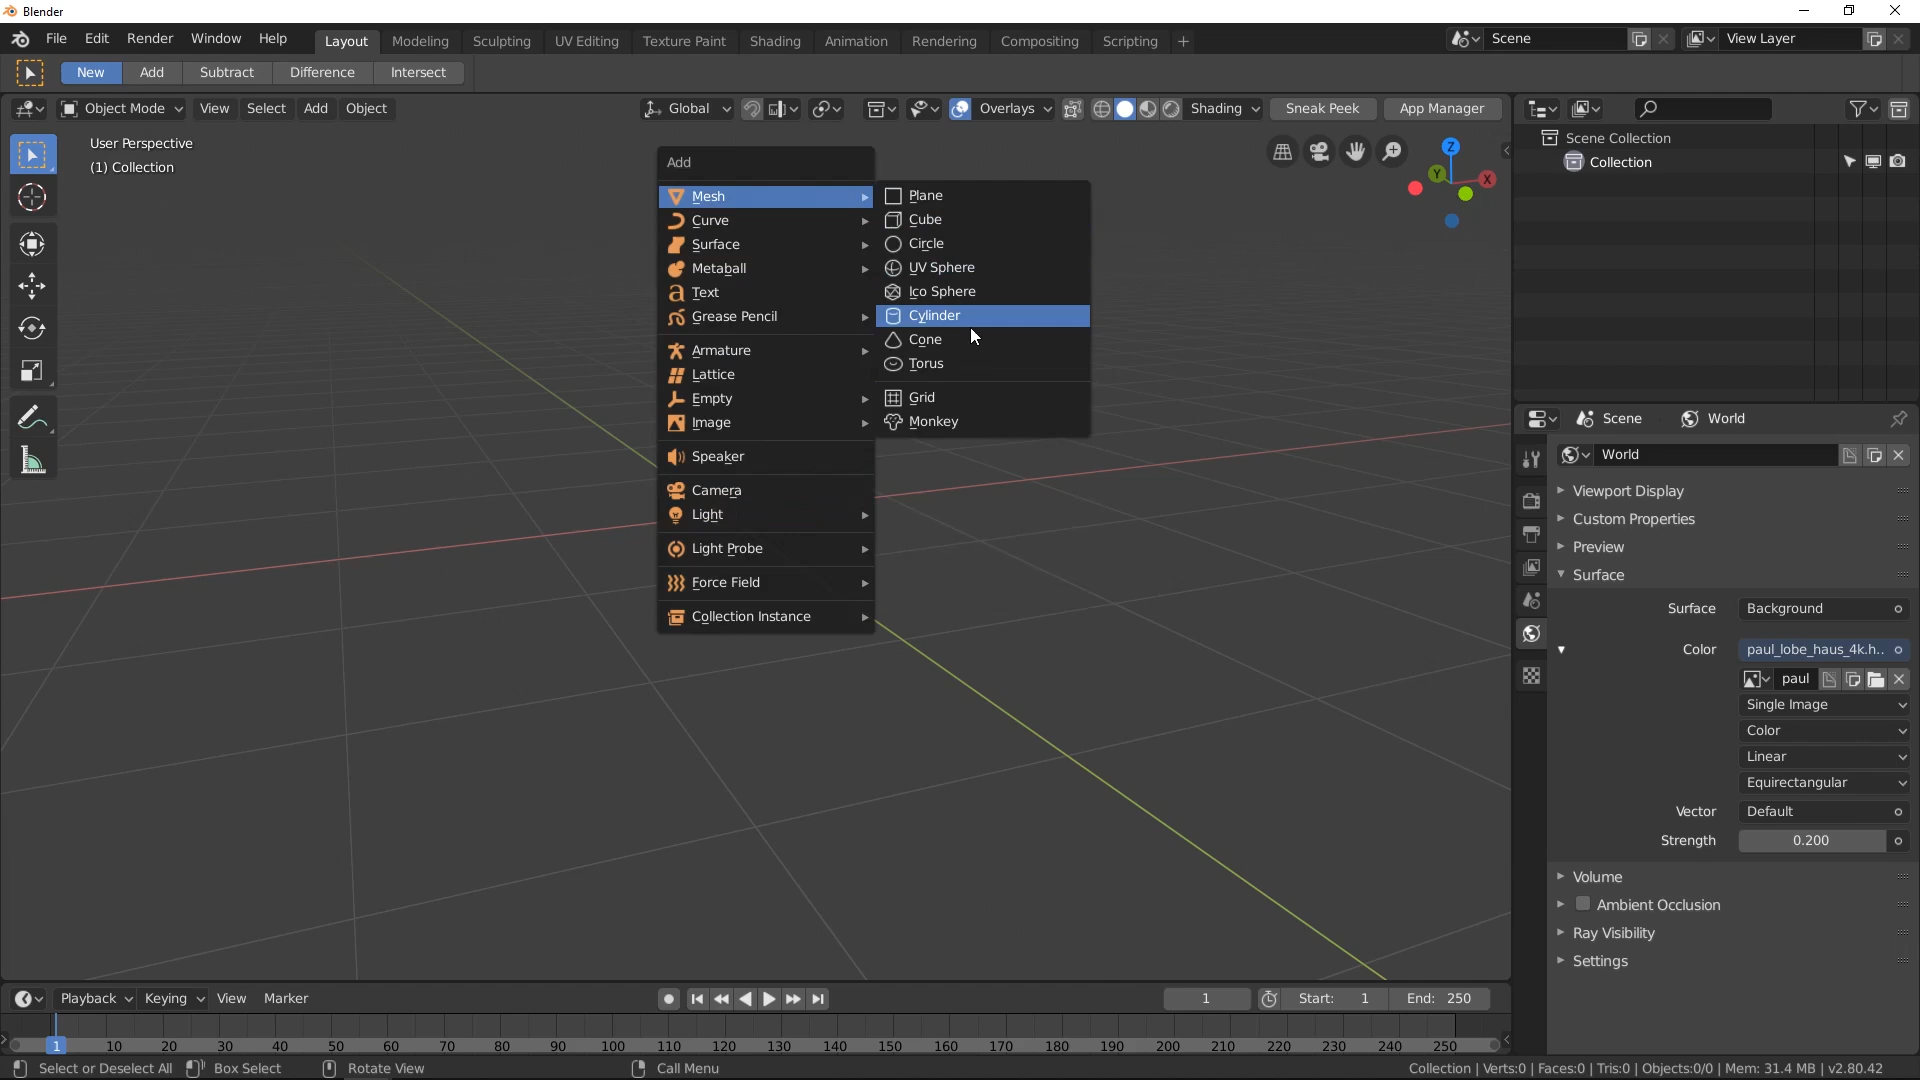 Blender
File Edit Render Window Help Layout Modeling Sculpting UV Editing Texture Paint Shading Animation Rendering Compositing Scripting + Scene View Layer
New Add Subtract Difference Intersect
Object Mode View Select Add Object Global Overlays Shading Sneak Peek App Manager
User Perspective
(1) Collection
Add
Mesh
Curve
Surface
Metaball
Text
Grease Pencil
Armature
Lattice
Empty
Image
Speaker
Camera
Light
Light Probe
Force Field
Collection Instance
Plane
Cube
Circle
UV Sphere
Ico Sphere
Cylinder
Cone
Torus
Grid
Monkey
Z
Y X
Scene Collection
Collection
Scene World
World
Viewport Display
Custom Properties
Preview
Surface
Surface Background
Color paul_lobe_haus_4k.h..
paul
Single Image
Color
Linear
Equirectangular
Vector Default
Strength 0.200
Volume
Ambient Occlusion
Ray Visibility
Settings
Playback Keying View Marker 1 Start: 1 End: 250
1 10 20 30 40 50 60 70 80 90 100 110 120 130 140 150 160 170 180 190 200 210 220 230 240 250
Select or Deselect All Box Select Rotate View Call Menu Collection | Verts:0 | Faces:0 | Tris:0 | Objects:0/0 | Mem: 31.4 MB | v2.80.42